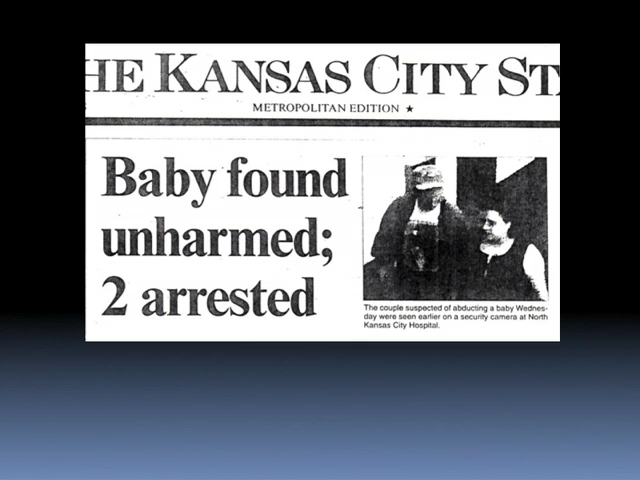 HE KANSAS CITY ST
METROPOLITAN EDITION ★
Baby found
unharmed;
2 arrested
The couple suspected of abducting a baby Wednes-
day were seen earlier on a security camera at North
Kansas City Hospital.